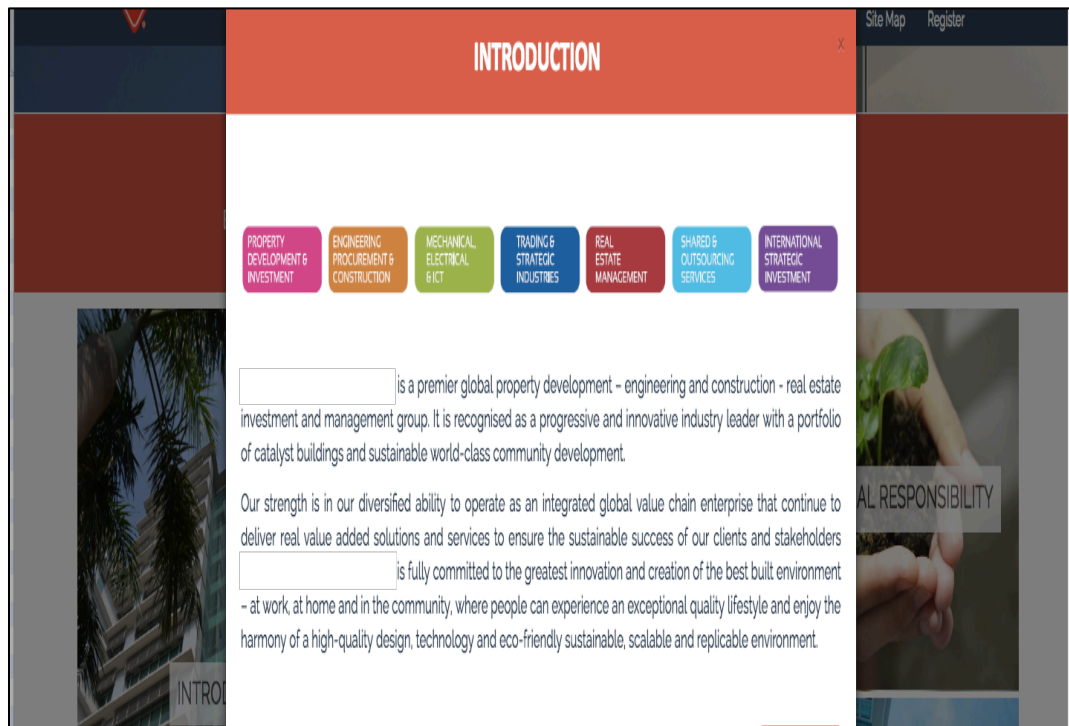 Site Map Register
INTRODUCTION
x
PROPERTY
DEVELOPMENT &
INVESTMENT
ENGINEERING
PROCUREMENT &
CONSTRUCTION
MECHANICAL,
ELECTRICAL
& ICT
TRADING &
STRATEGIC
INDUSTRIES
REAL
ESTATE
MANAGEMENT
SHARED &
OUTSOURCING
SERVICES
INTERNATIONAL
STRATEGIC
INVESTMENT
is a premier global property development – engineering and construction - real estate
investment and management group. It is recognised as a progressive and innovative industry leader with a portfolio
of catalyst buildings and sustainable world-class community development.
Our strength is in our diversified ability to operate as an integrated global value chain enterprise that continue to
deliver real value added solutions and services to ensure the sustainable success of our clients and stakeholders
is fully committed to the greatest innovation and creation of the best built environment
– at work, at home and in the community, where people can experience an exceptional quality lifestyle and enjoy the
harmony of a high-quality design, technology and eco-friendly sustainable, scalable and replicable environment.
AL RESPONSIBILITY
INTROD